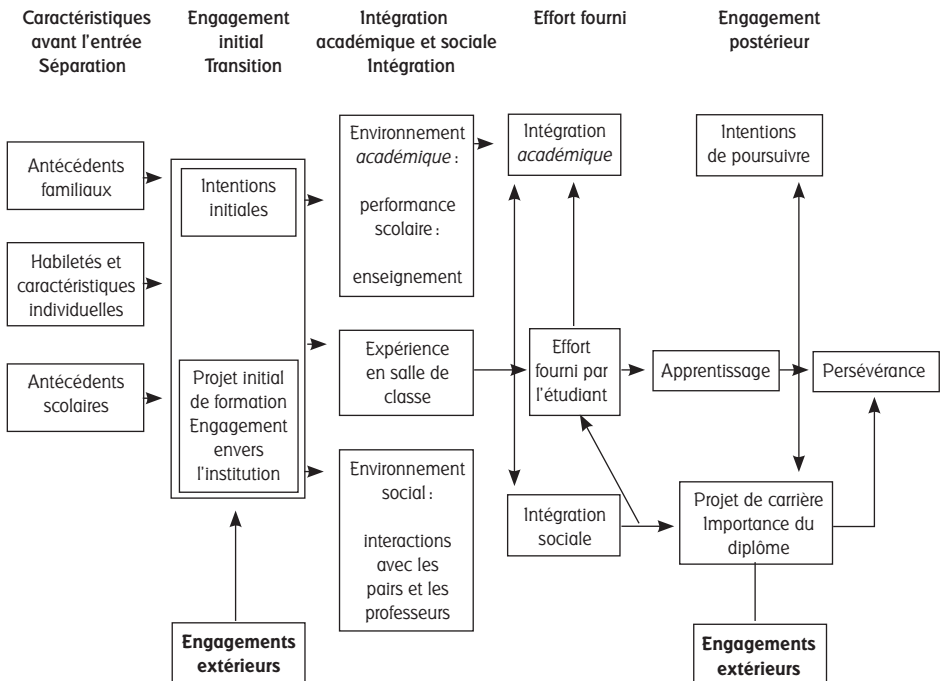 Caractéristiques
avant l'entrée
Séparation
Engagement
initial
Transition
Intégration
académique et sociale
Intégration
Effort fourni
Engagement
postérieur
Antécédents
familiaux
Habiletés et
caractéristiques
individuelles
Antécédents
scolaires
Intentions
initiales
Projet initial
de formation
Engagement
envers
l'institution
Engagements
extérieurs
Environnement
académique :
performance
scolaire :
enseignement
Expérience
en salle de
classe
Environnement
social :
interactions
avec les
pairs et les
professeurs
Intégration
académique
Effort
fourni par
l'étudiant
Intégration
sociale
Apprentissage
Intentions
de poursuivre
Persévérance
Projet de carrière
Importance du
diplôme
Engagements
extérieurs